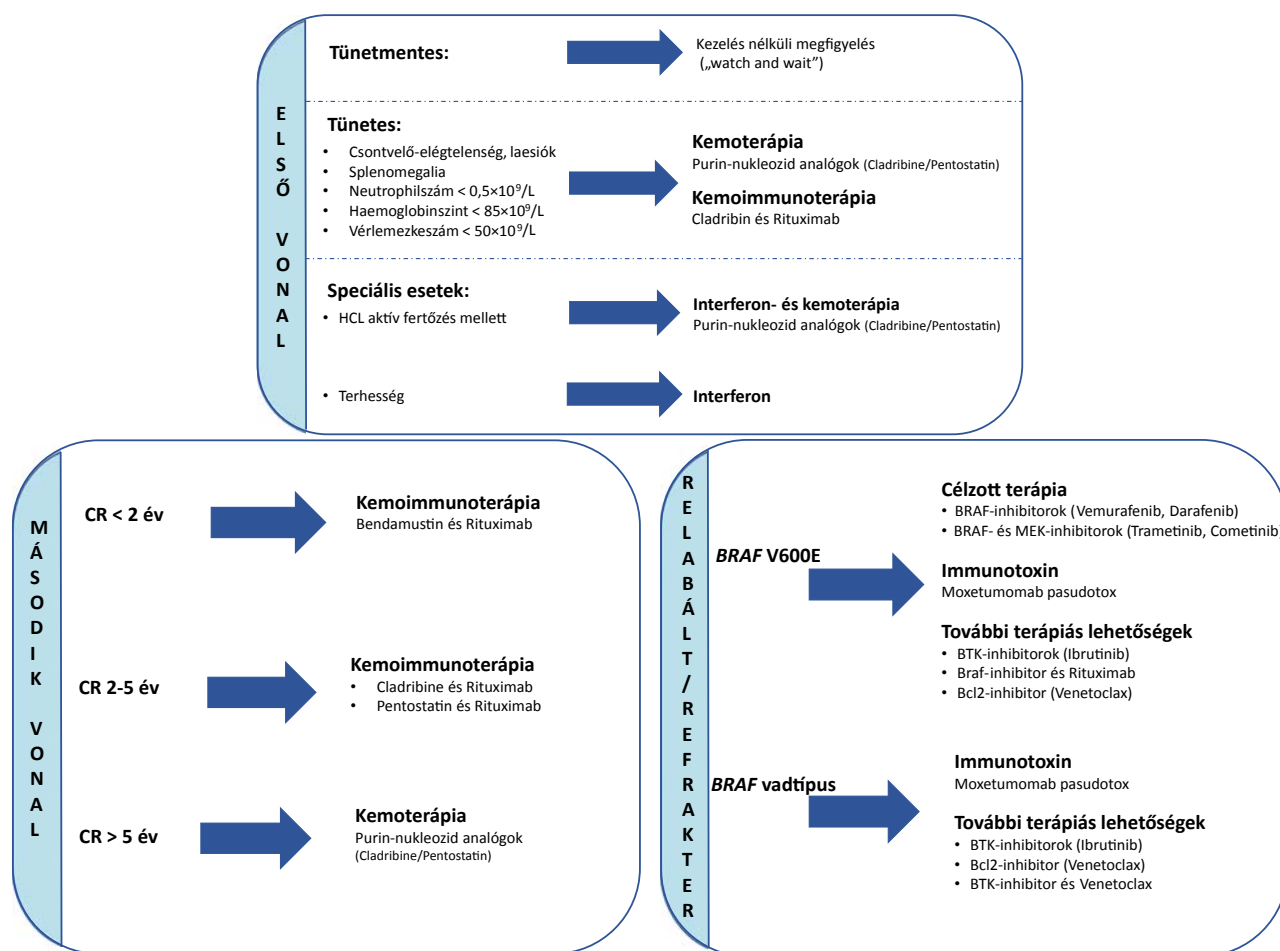 ELSŐ VONAL
Tünetmentes:
Kezelés nélküli megfigyelés
(„watch and wait”)
Tünetes:
• Csontvelő-elégtelenség, laesiók
• Splenomegalia
• Neutrophilszám < 0,5×10⁹/L
• Haemoglobinszint < 85×10⁹/L
• Vérlemezkeszám < 50×10⁹/L
Kemoterápia
Purin-nukleozid analógok (Cladribine/Pentostatin)
Kemoimmunoterápia
Cladribin és Rituximab
Speciális esetek:
• HCL aktív fertőzés mellett
Interferon- és kemoterápia
Purin-nukleozid analógok (Cladribine/Pentostatin)
• Terhesség
Interferon
MÁSODIK VONAL
CR < 2 év
Kemoimmunoterápia
Bendamustin és Rituximab
CR 2-5 év
Kemoimmunoterápia
• Cladribine és Rituximab
• Pentostatin és Rituximab
CR > 5 év
Kemoterápia
Purin-nukleozid analógok
(Cladribine/Pentostatin)
RELABÁLT/REFRAKTER
BRAF V600E
Célzott terápia
• BRAF-inhibitorok (Vemurafenib, Darafenib)
• BRAF- és MEK-inhibitorok (Trametinib, Cometinib)
Immunotoxin
Moxetumomab pasudotox
További terápiás lehetőségek
• BTK-inhibitorok (Ibrutinib)
• Braf-inhibitor és Rituximab
• Bcl2-inhibitor (Venetoclax)
BRAF vadtípus
Immunotoxin
Moxetumomab pasudotox
További terápiás lehetőségek
• BTK-inhibitorok (Ibrutinib)
• Bcl2-inhibitor (Venetoclax)
• BTK-inhibitor és Venetoclax